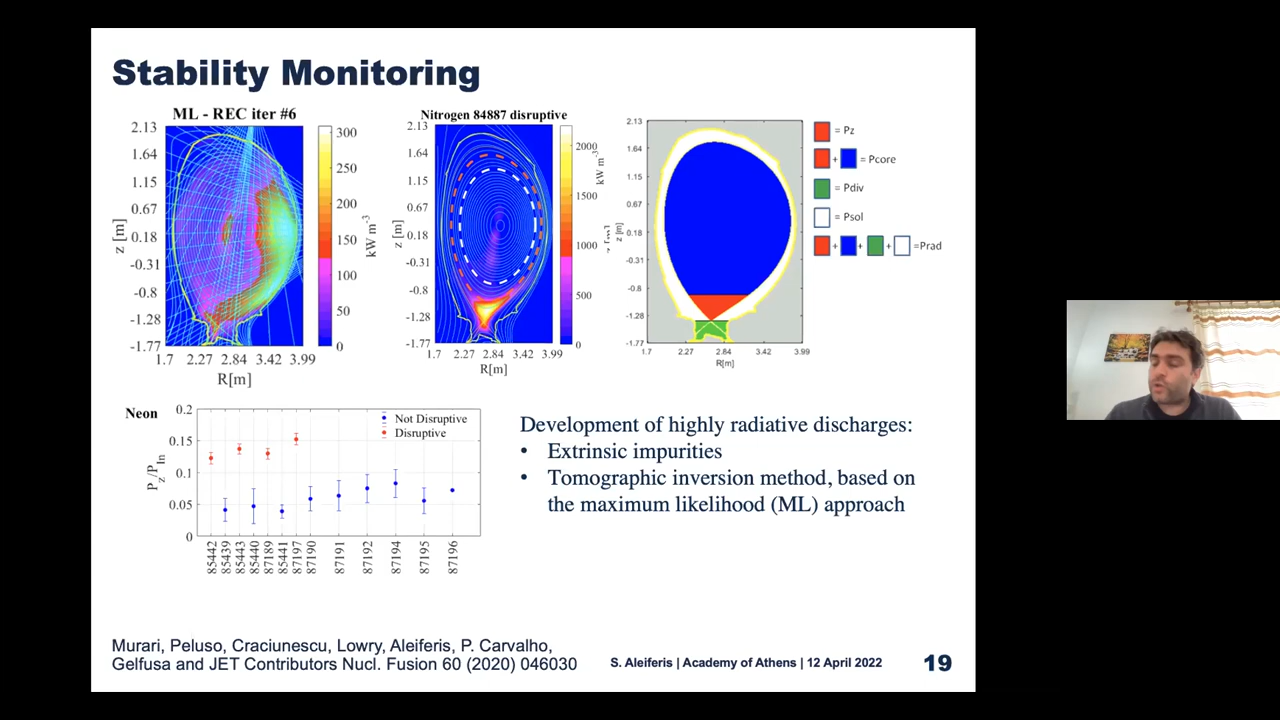 Stability Monitoring
ML - REC iter #6
2.13
1.64
1.15
0.67
0.18
-0.31
-0.8
-1.28
-1.77
z [m]
1.7 2.27 2.84 3.42 3.99
R[m]
300
250
200
150
100
50
0
kW m-3
Nitrogen 84887 disruptive
2.13
1.64
1.15
0.67
0.18
-0.31
-0.8
-1.28
-1.77
z [m]
1.7 2.27 2.84 3.42 3.99
R[m]
2000
1500
1000
500
0
kW m-3
2.13
1.64
1.15
0.67
0.18
-0.31
-0.8
-1.28
-1.77
z [m]
1.7 2.27 2.84 3.42 3.99
R[m]
= Pz
+ = Pcore
= Pdiv
= Psol
+ + + =Prad
Neon
0.2
0.15
0.1
0.05
0
Pz/PIn
Not Disruptive
Disruptive
85442
85439
85443
85440
87189
85441
87197
87190
87191
87192
87194
87195
87196
Development of highly radiative discharges:
• Extrinsic impurities
• Tomographic inversion method, based on
the maximum likelihood (ML) approach
Murari, Peluso, Craciunescu, Lowry, Aleiferis, P. Carvalho,
Gelfusa and JET Contributors Nucl. Fusion 60 (2020) 046030
S. Aleiferis | Academy of Athens | 12 April 2022
19